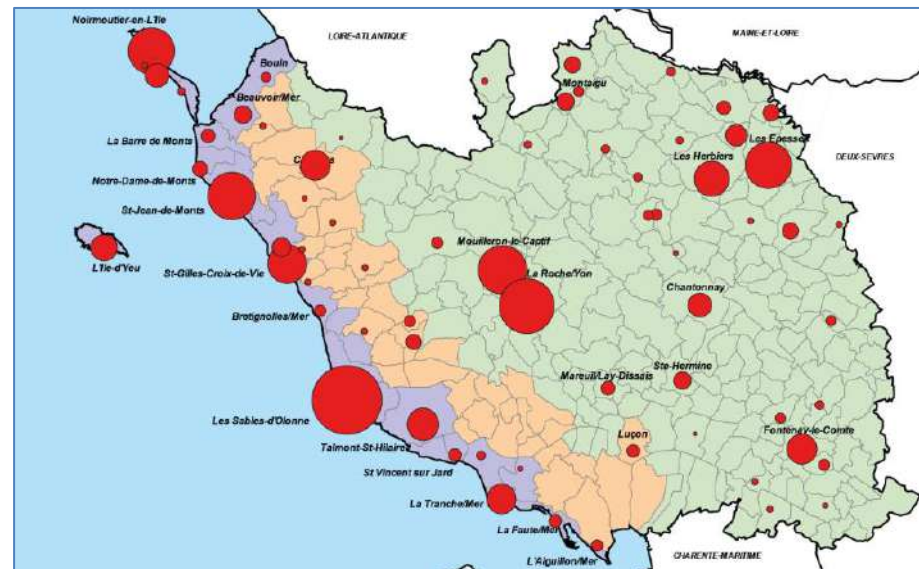 Noirmoutier-en-L'Ile
LOIRE-ATLANTIQUE
MAINE-ET-LOIRE
Bouin
Montaigu
Beauvoir/Mer
La Barre de Monts
Les Epesses
Les Herbiers
DEUX-SEVRES
Notre-Dame-de-Monts
St-Jean-de-Monts
Mouilleron-le-Captif
L'Ile-d'Yeu
St-Gilles-Croix-de-Vie
La Roche/Yon
Chantonnay
Bretignolles/Mer
Ste-Hermine
Mareuil/Lay-Dissais
Les Sables-d'Olonne
Fontenay-le-Comte
Luçon
Talmont-St-Hilaire
St Vincent sur Jard
La Tranche/Mer
La Faute/Mer
L'Aiguillon/Mer
CHARENTE-MARITIME